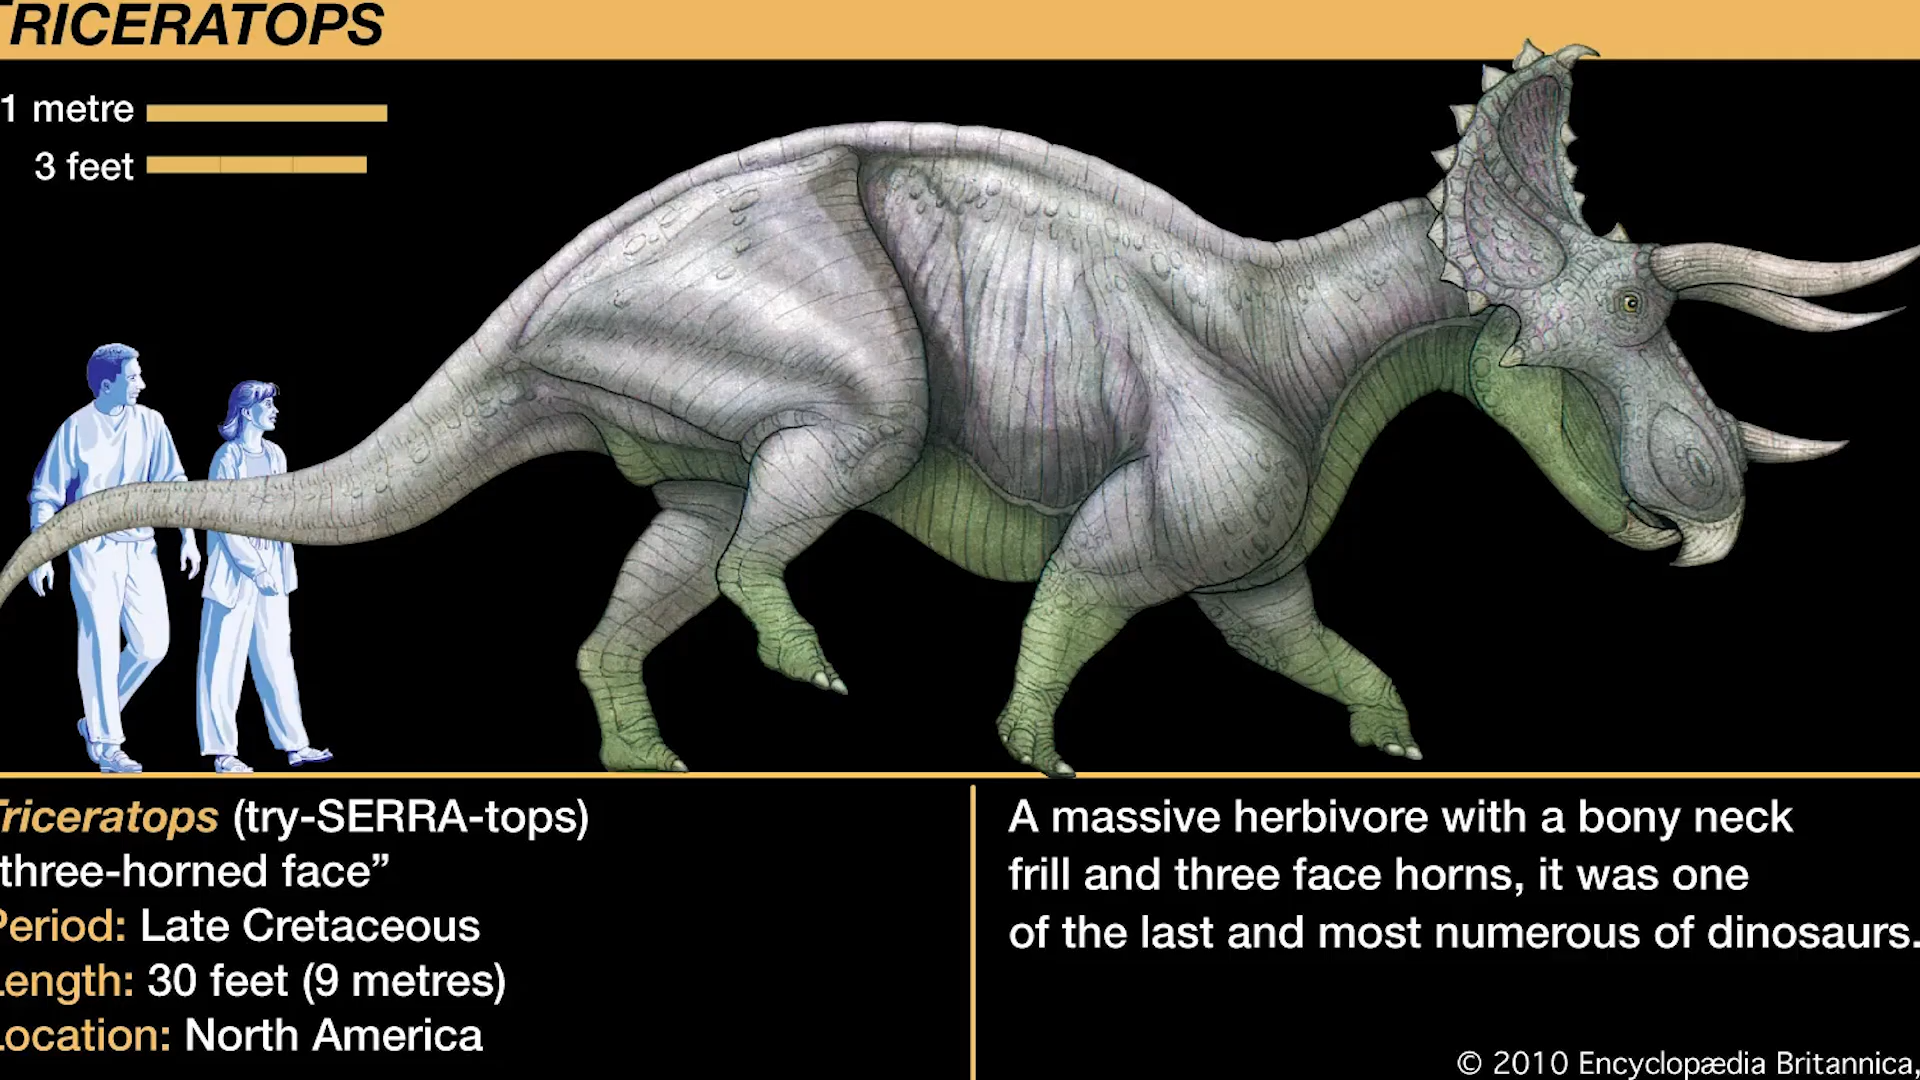 TRICERATOPS
1 metre
3 feet
Triceratops (try-SERRA-tops)
three-horned face”
Period: Late Cretaceous
Length: 30 feet (9 metres)
Location: North America
A massive herbivore with a bony neck
frill and three face horns, it was one
of the last and most numerous of dinosaurs.
© 2010 Encyclopædia Britannica,